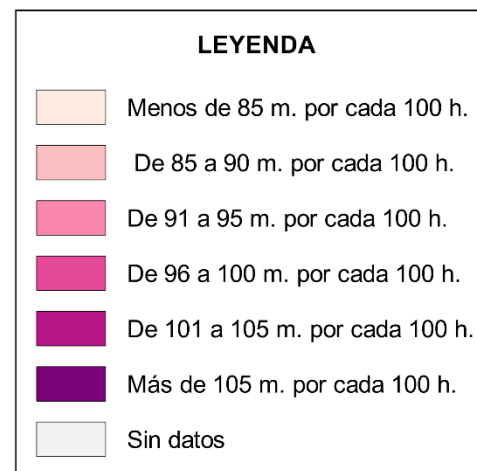 LEYENDA
Menos de 85 m. por cada 100 h.
De 85 a 90 m. por cada 100 h.
De 91 a 95 m. por cada 100 h.
De 96 a 100 m. por cada 100 h.
De 101 a 105 m. por cada 100 h.
Más de 105 m. por cada 100 h.
Sin datos